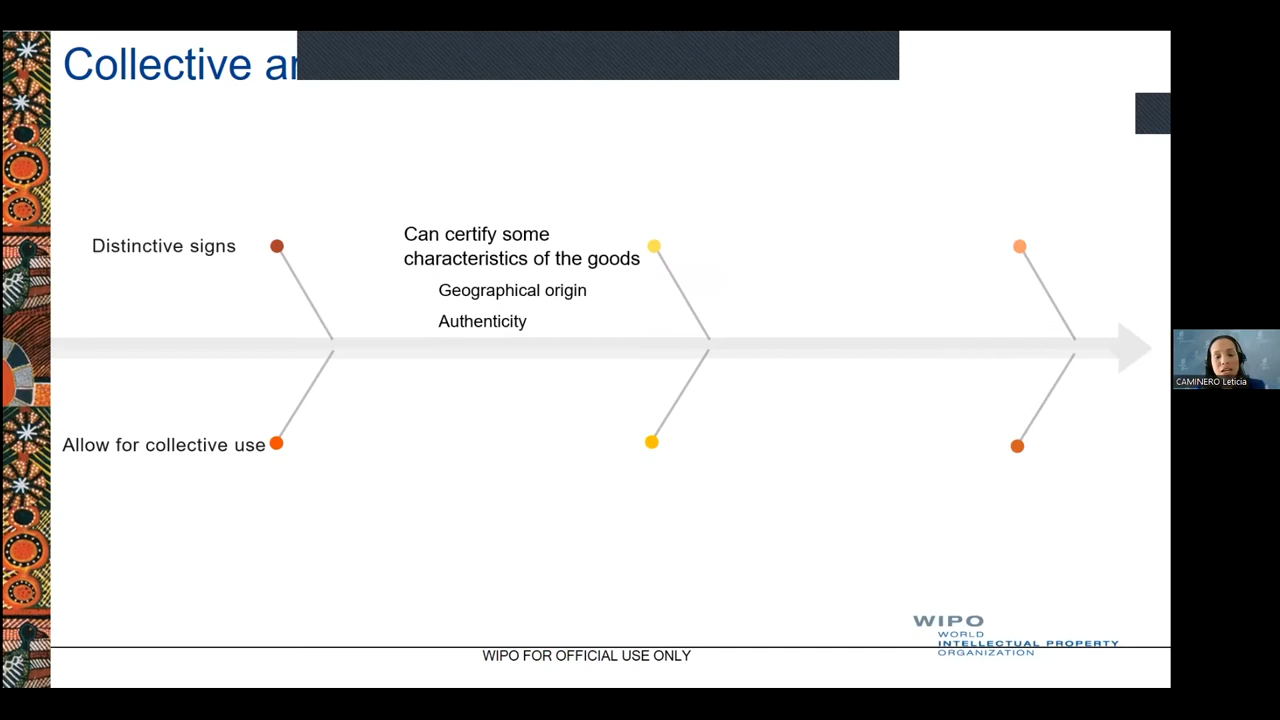 Collective
Distinctive signs
Can certify some
characteristics of the goods
Geographical origin
Authenticity
Allow for collective use
CAMINERO Leticia
WIPO
WORLD
INTELLECTUAL PROPERTY
ORGANIZATION
WIPO FOR OFFICIAL USE ONLY